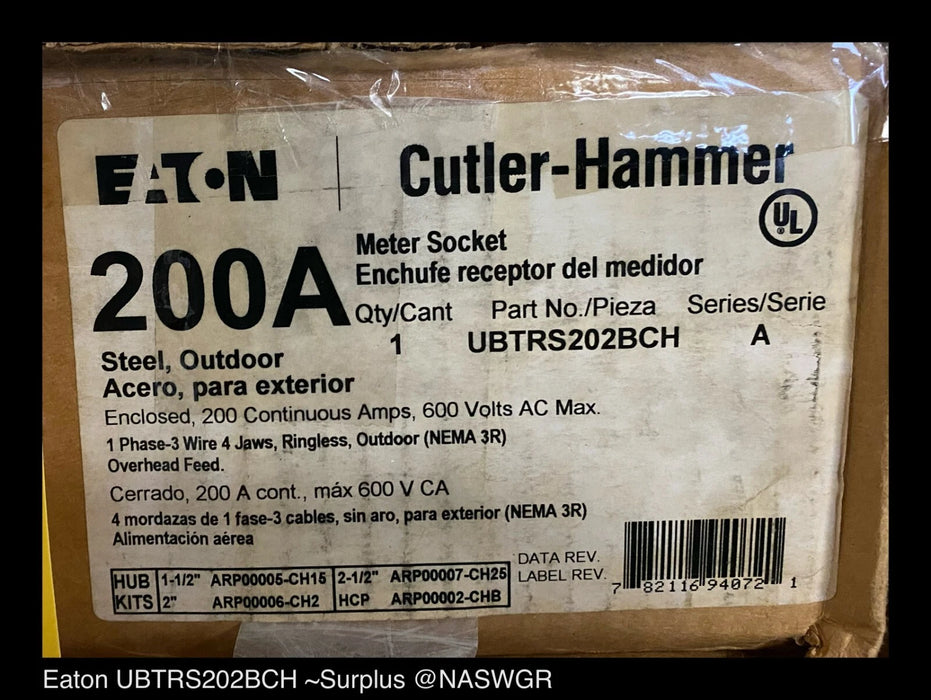 EATON
Cutler-Hammer
UL
200A
Meter Socket
Enchufe receptor del medidor
Qty/Cant Part No./Pieza Series/Serie
1 UBTRS202BCH A
Steel, Outdoor
Acero, para exterior
Enclosed, 200 Continuous Amps, 600 Volts AC Max.
1 Phase-3 Wire 4 Jaws, Ringless, Outdoor (NEMA 3R)
Overhead Feed.
Cerrado, 200 A cont., máx 600 V CA
4 mordazas de 1 fase-3 cables, sin aro, para exterior (NEMA 3R)
Alimentación aérea
HUB 1-1/2" ARP00005-CH15 2-1/2" ARP00007-CH25
KITS 2" ARP00006-CH2 HCP ARP00002-CHB
DATA REV.
LABEL REV.
7 82116 94072 1
Eaton UBTRS202BCH ~Surplus @NASWGR